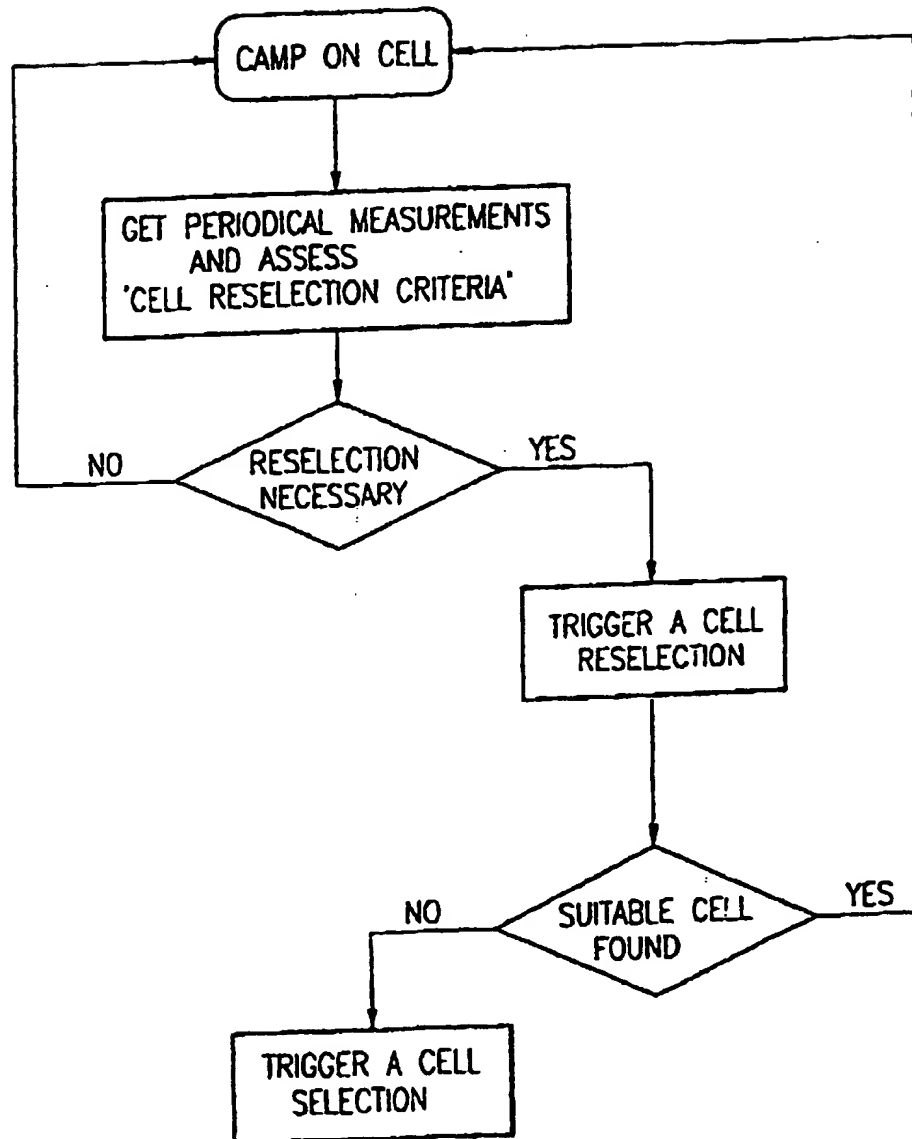 CAMP ON CELL
GET PERIODICAL MEASUREMENTS
AND ASSESS
"CELL RESELECTION CRITERIA"
NO
RESELECTION
NECESSARY
YES
TRIGGER A CELL
RESELECTION
NO
SUITABLE CELL
FOUND
YES
TRIGGER A CELL
SELECTION